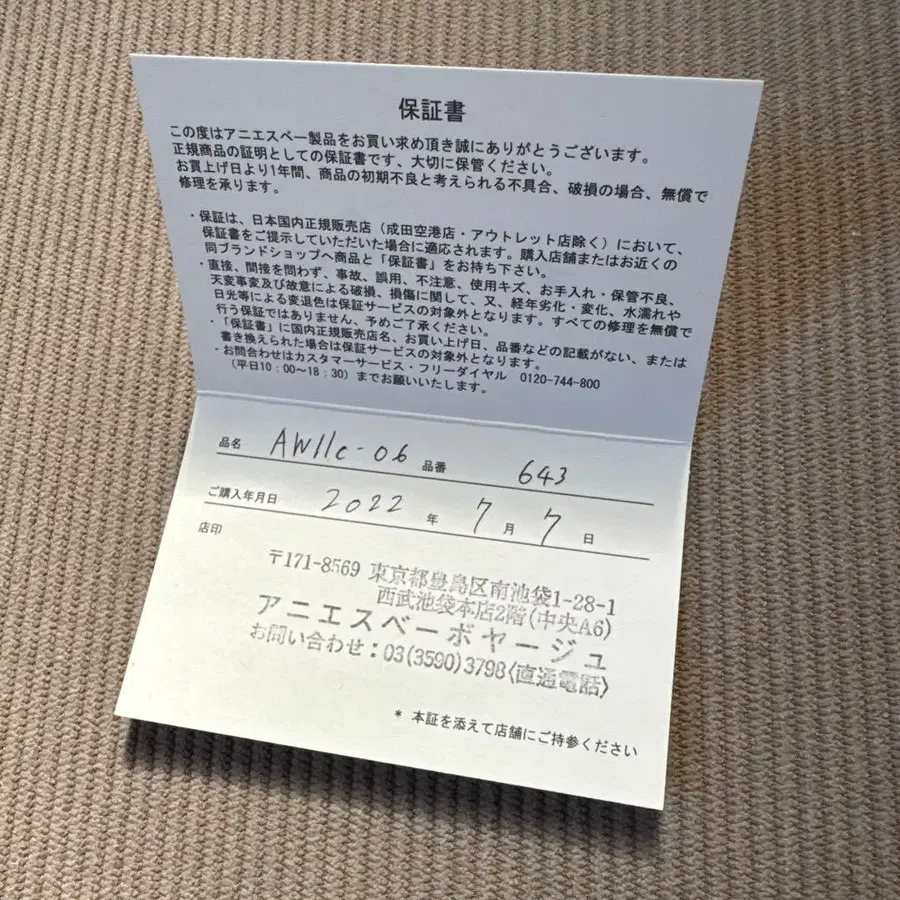 保証書
この度はアニエスベー製品をお買い求め頂き誠にありがとうございます。
正規商品の証明としての保証書です、大切に保管ください。
お買上げ日より1年間、商品の初期不良と考えられる不具合、破損の場合、無償で
修理を承ります。
・保証は、日本国内正規販売店（成田空港店・アウトレット店除く）において、
保証書をご提示していただいた場合に適応されます。購入店舗またはお近くの
同ブランドショップへ商品と「保証書」をお持ち下さい。
・直接、間接を問わず、事故、誤用、不注意、使用キズ、お手入れ・保管不良、
天変事変及び故意による破損、損傷に関して、又、経年劣化・変化、水濡れや
日光等による変退色は保証サービスの対象外となります。すべての修理を無償で
行う保証ではありません、予めご了承ください。
・「保証書」に国内正規販売店名、お買い上げ日、品番などの記載がない、または
書き換えられた場合は保証サービスの対象外となります。
・お問合わせはカスタマーサービス・フリーダイヤル 0120-744-800
（平日10：00〜18：30）までお願いいたします。
品名 AW11c-06 品番 643
ご購入年月日 2022 年 7 月 7 日
店印
〒171-8569 東京都豊島区南池袋1-28-1
西武池袋本店2階(中央A6)
アニエスベーボヤージュ
お問い合わせ：03(3590)3798〈直通電話〉
* 本証を添えて店舗にご持参ください